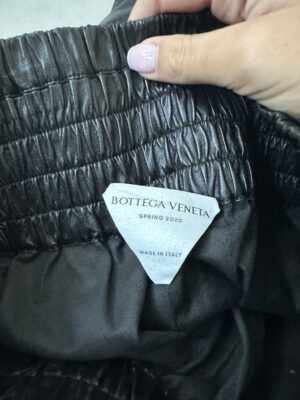 BOTTEGA VENETA
SPRING 2020
MADE IN ITALY